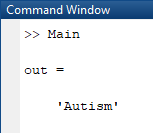 Command Window
>> Main
out =
'Autism'